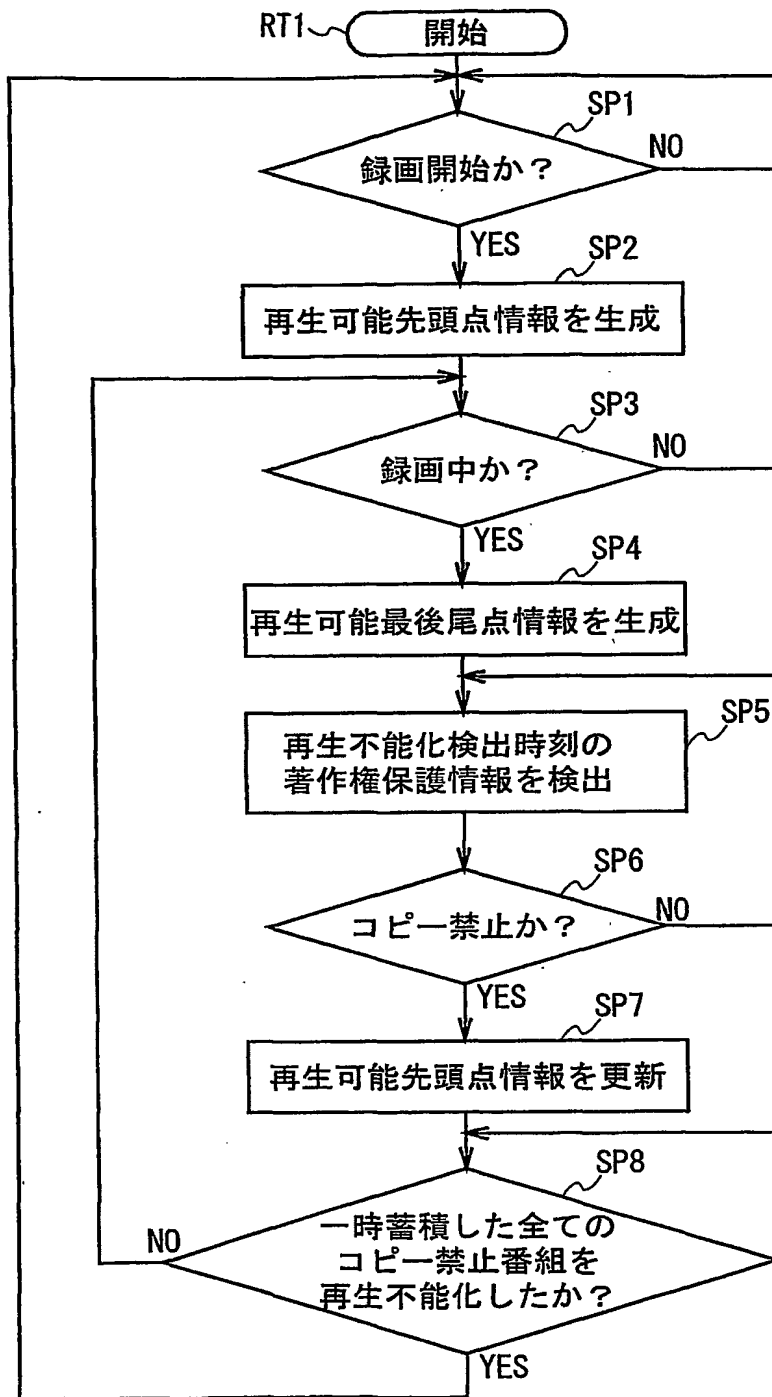 RT1
開始
SP1
録画開始か?
NO
YES
SP2
再生可能先頭点情報を生成
SP3
録画中か?
NO
YES
SP4
再生可能最後尾点情報を生成
SP5
再生不能化検出時刻の
著作権保護情報を検出
SP6
コピー禁止か?
NO
YES
SP7
再生可能先頭点情報を更新
SP8
NO
一時蓄積した全ての
コピー禁止番組を
再生不能化したか?
YES